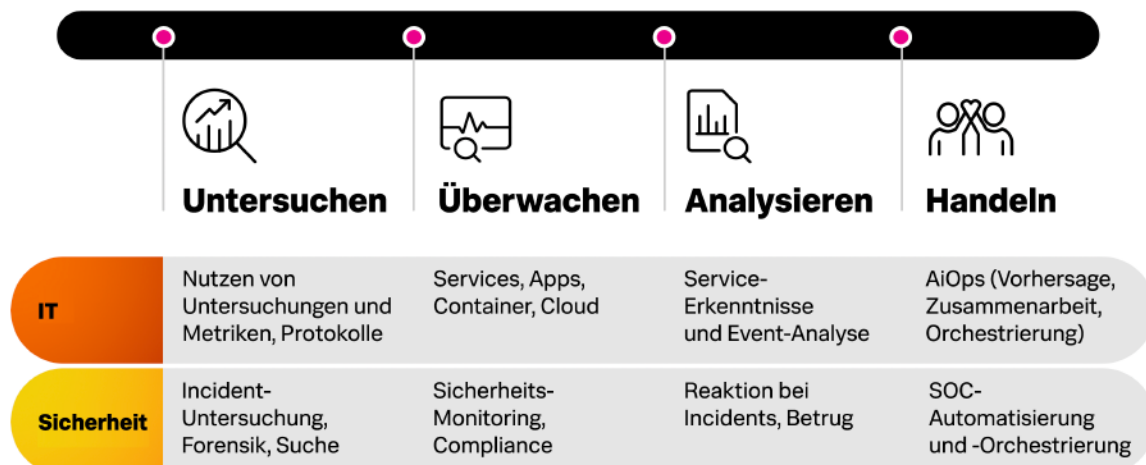 Untersuchen
Überwachen
Analysieren
Handeln
IT
Nutzen von
Untersuchungen und
Metriken, Protokolle
Services, Apps,
Container, Cloud
Service-
Erkenntnisse
und Event-Analyse
AiOps (Vorhersage,
Zusammenarbeit,
Orchestrierung)
Sicherheit
Incident-
Untersuchung,
Forensik, Suche
Sicherheits-
Monitoring,
Compliance
Reaktion bei
Incidents, Betrug
SOC-
Automatisierung
und -Orchestrierung